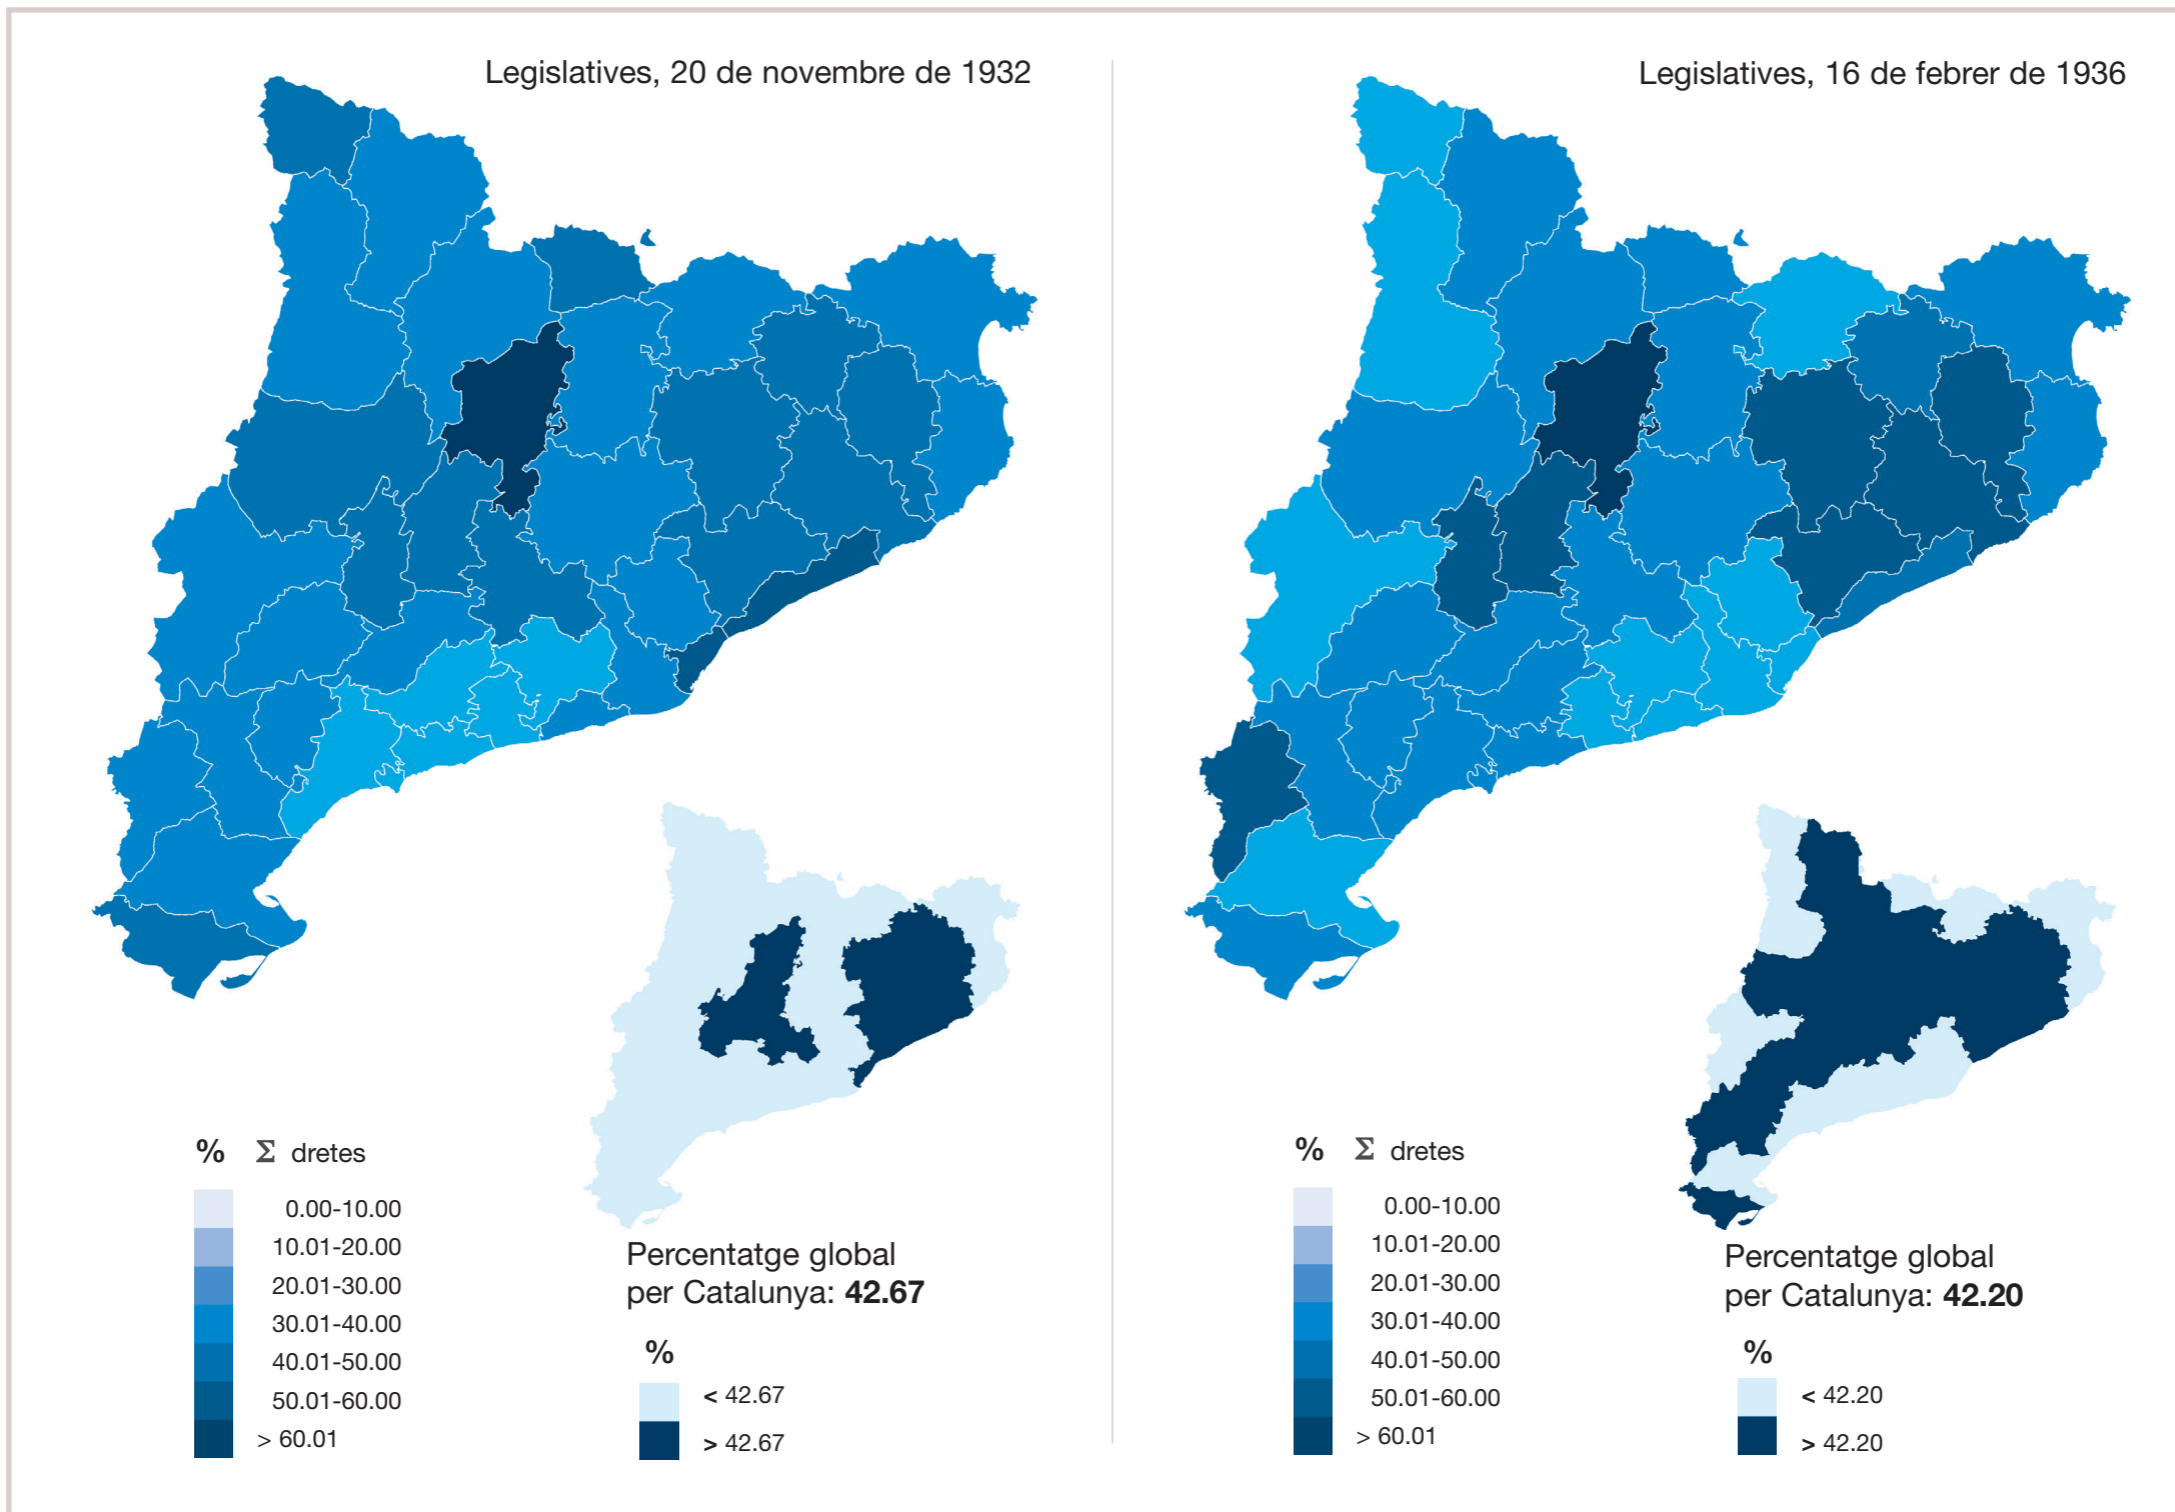 Legislatives, 20 de novembre de 1932
% Σ dretes
0.00-10.00
10.01-20.00
20.01-30.00
30.01-40.00
40.01-50.00
50.01-60.00
> 60.01
Percentatge global
per Catalunya: 42.67
%
< 42.67
> 42.67
Legislatives, 16 de febrer de 1936
% Σ dretes
0.00-10.00
10.01-20.00
20.01-30.00
30.01-40.00
40.01-50.00
50.01-60.00
> 60.01
Percentatge global
per Catalunya: 42.20
%
< 42.20
> 42.20